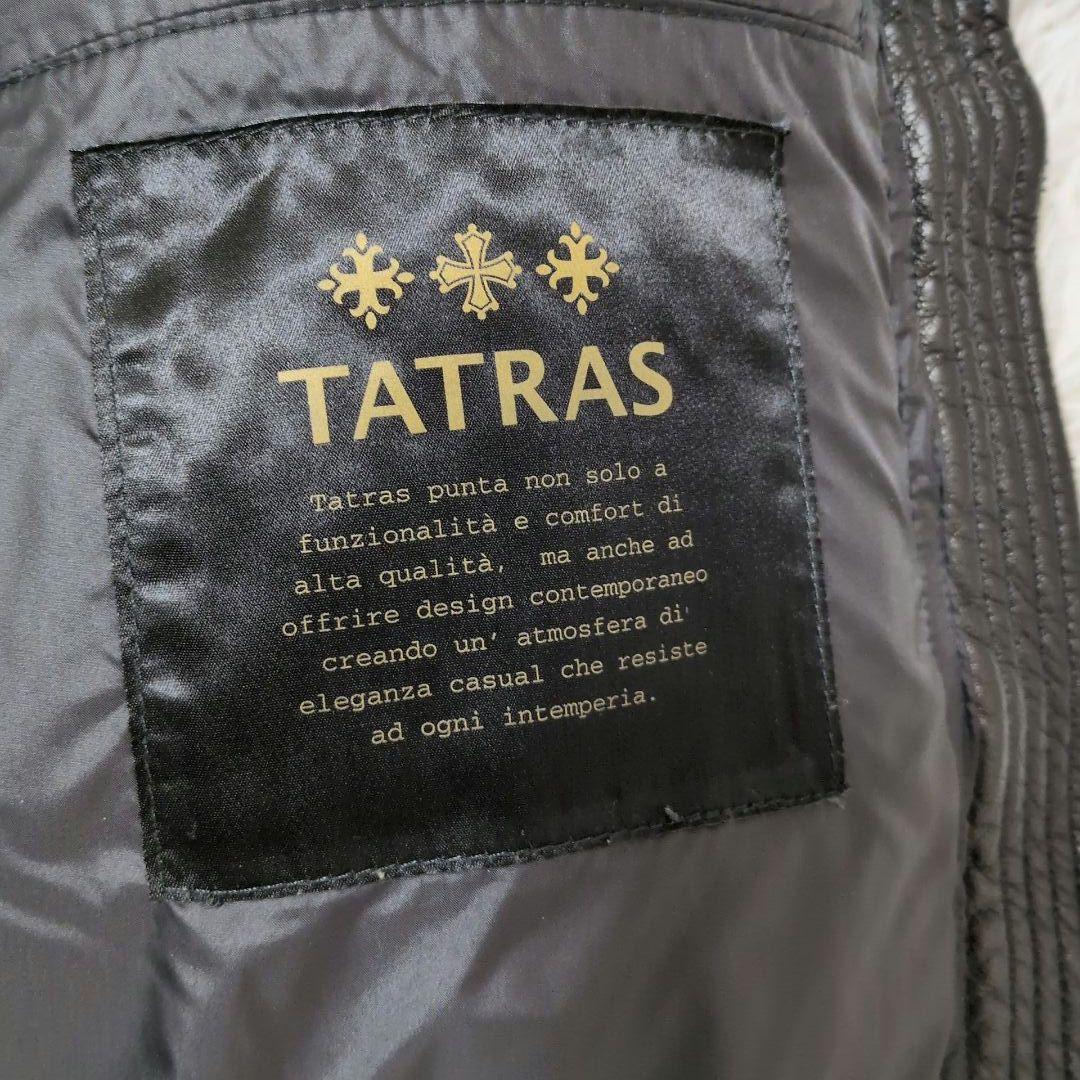 TATRAS
Tatras punta non solo a
funzionalità e comfort di
alta qualità, ma anche ad
offrire design contemporaneo
creando un’ atmosfera di'
eleganza casual che resiste
ad ogni intemperia.